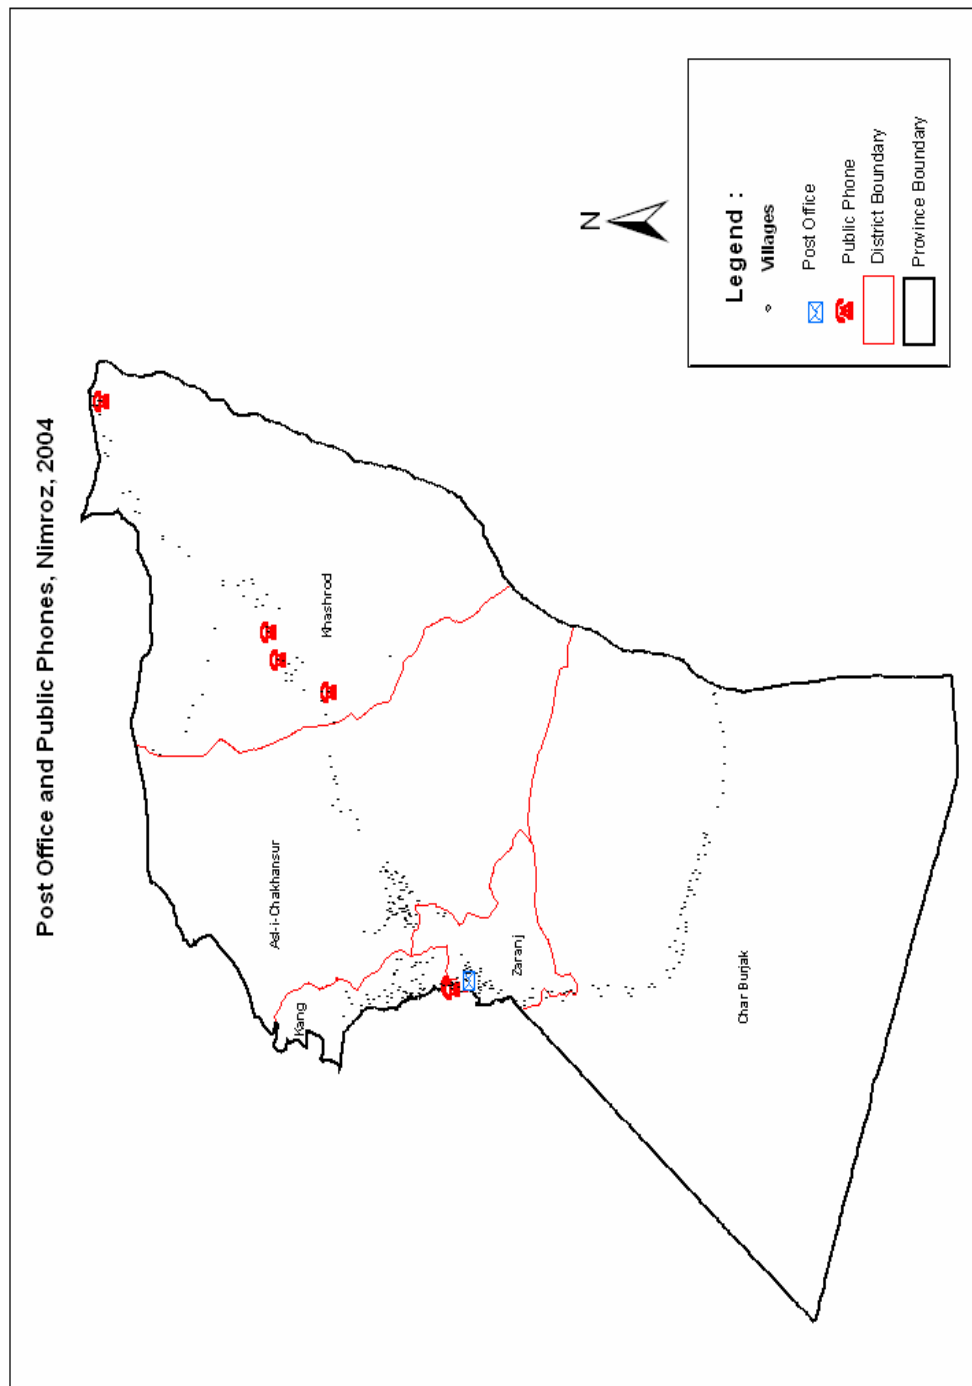 Post Office and Public Phones, Nimroz, 2004
N
Khashrod
Asl-i-Chakhansur
Kang
Zaranj
Char Burjak
Legend :
Villages
Post Office
Public Phone
District Boundary
Province Boundary